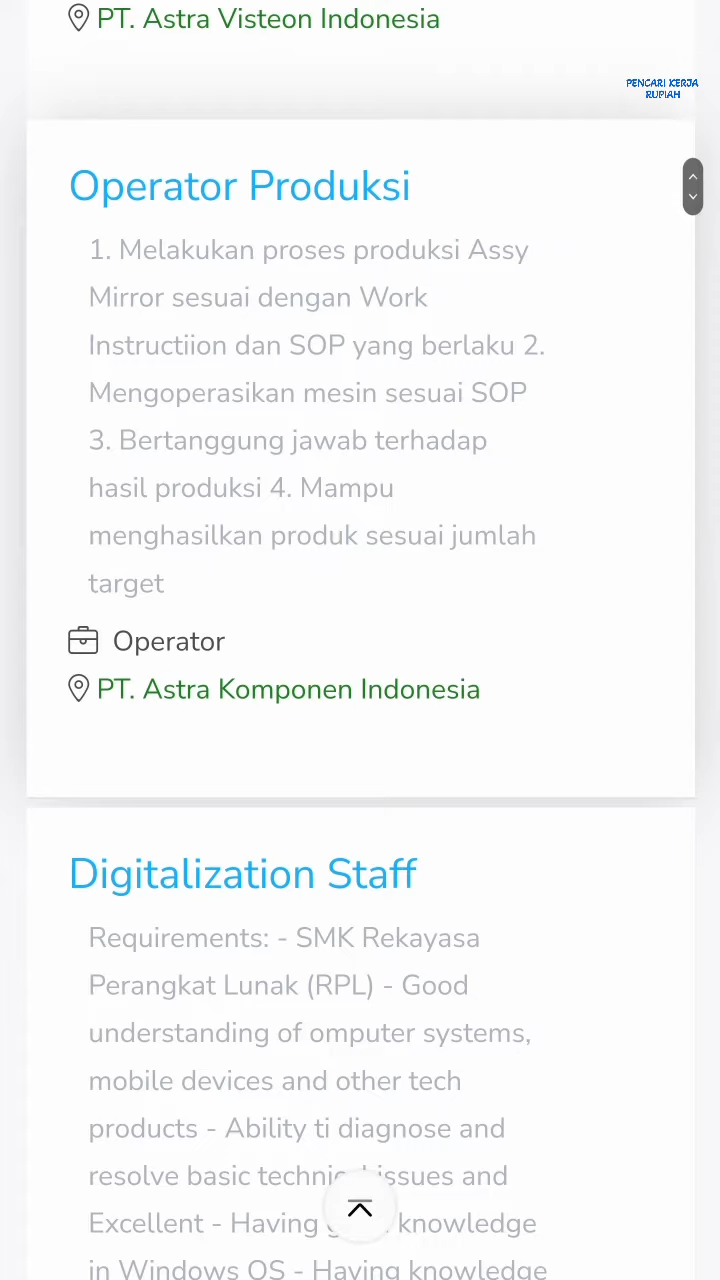 PT. Astra Visteon Indonesia
PENCARI KERJA
RUPIAH
Operator Produksi
1. Melakukan proses produksi Assy
Mirror sesuai dengan Work
Instructiion dan SOP yang berlaku 2.
Mengoperasikan mesin sesuai SOP
3. Bertanggung jawab terhadap
hasil produksi 4. Mampu
menghasilkan produk sesuai jumlah
target
Operator
PT. Astra Komponen Indonesia
Digitalization Staff
Requirements: - SMK Rekayasa
Perangkat Lunak (RPL) - Good
understanding of omputer systems,
mobile devices and other tech
products - Ability ti diagnose and
resolve basic issues and
Excellent - Having knowledge
in Windows OS - Having knowledge